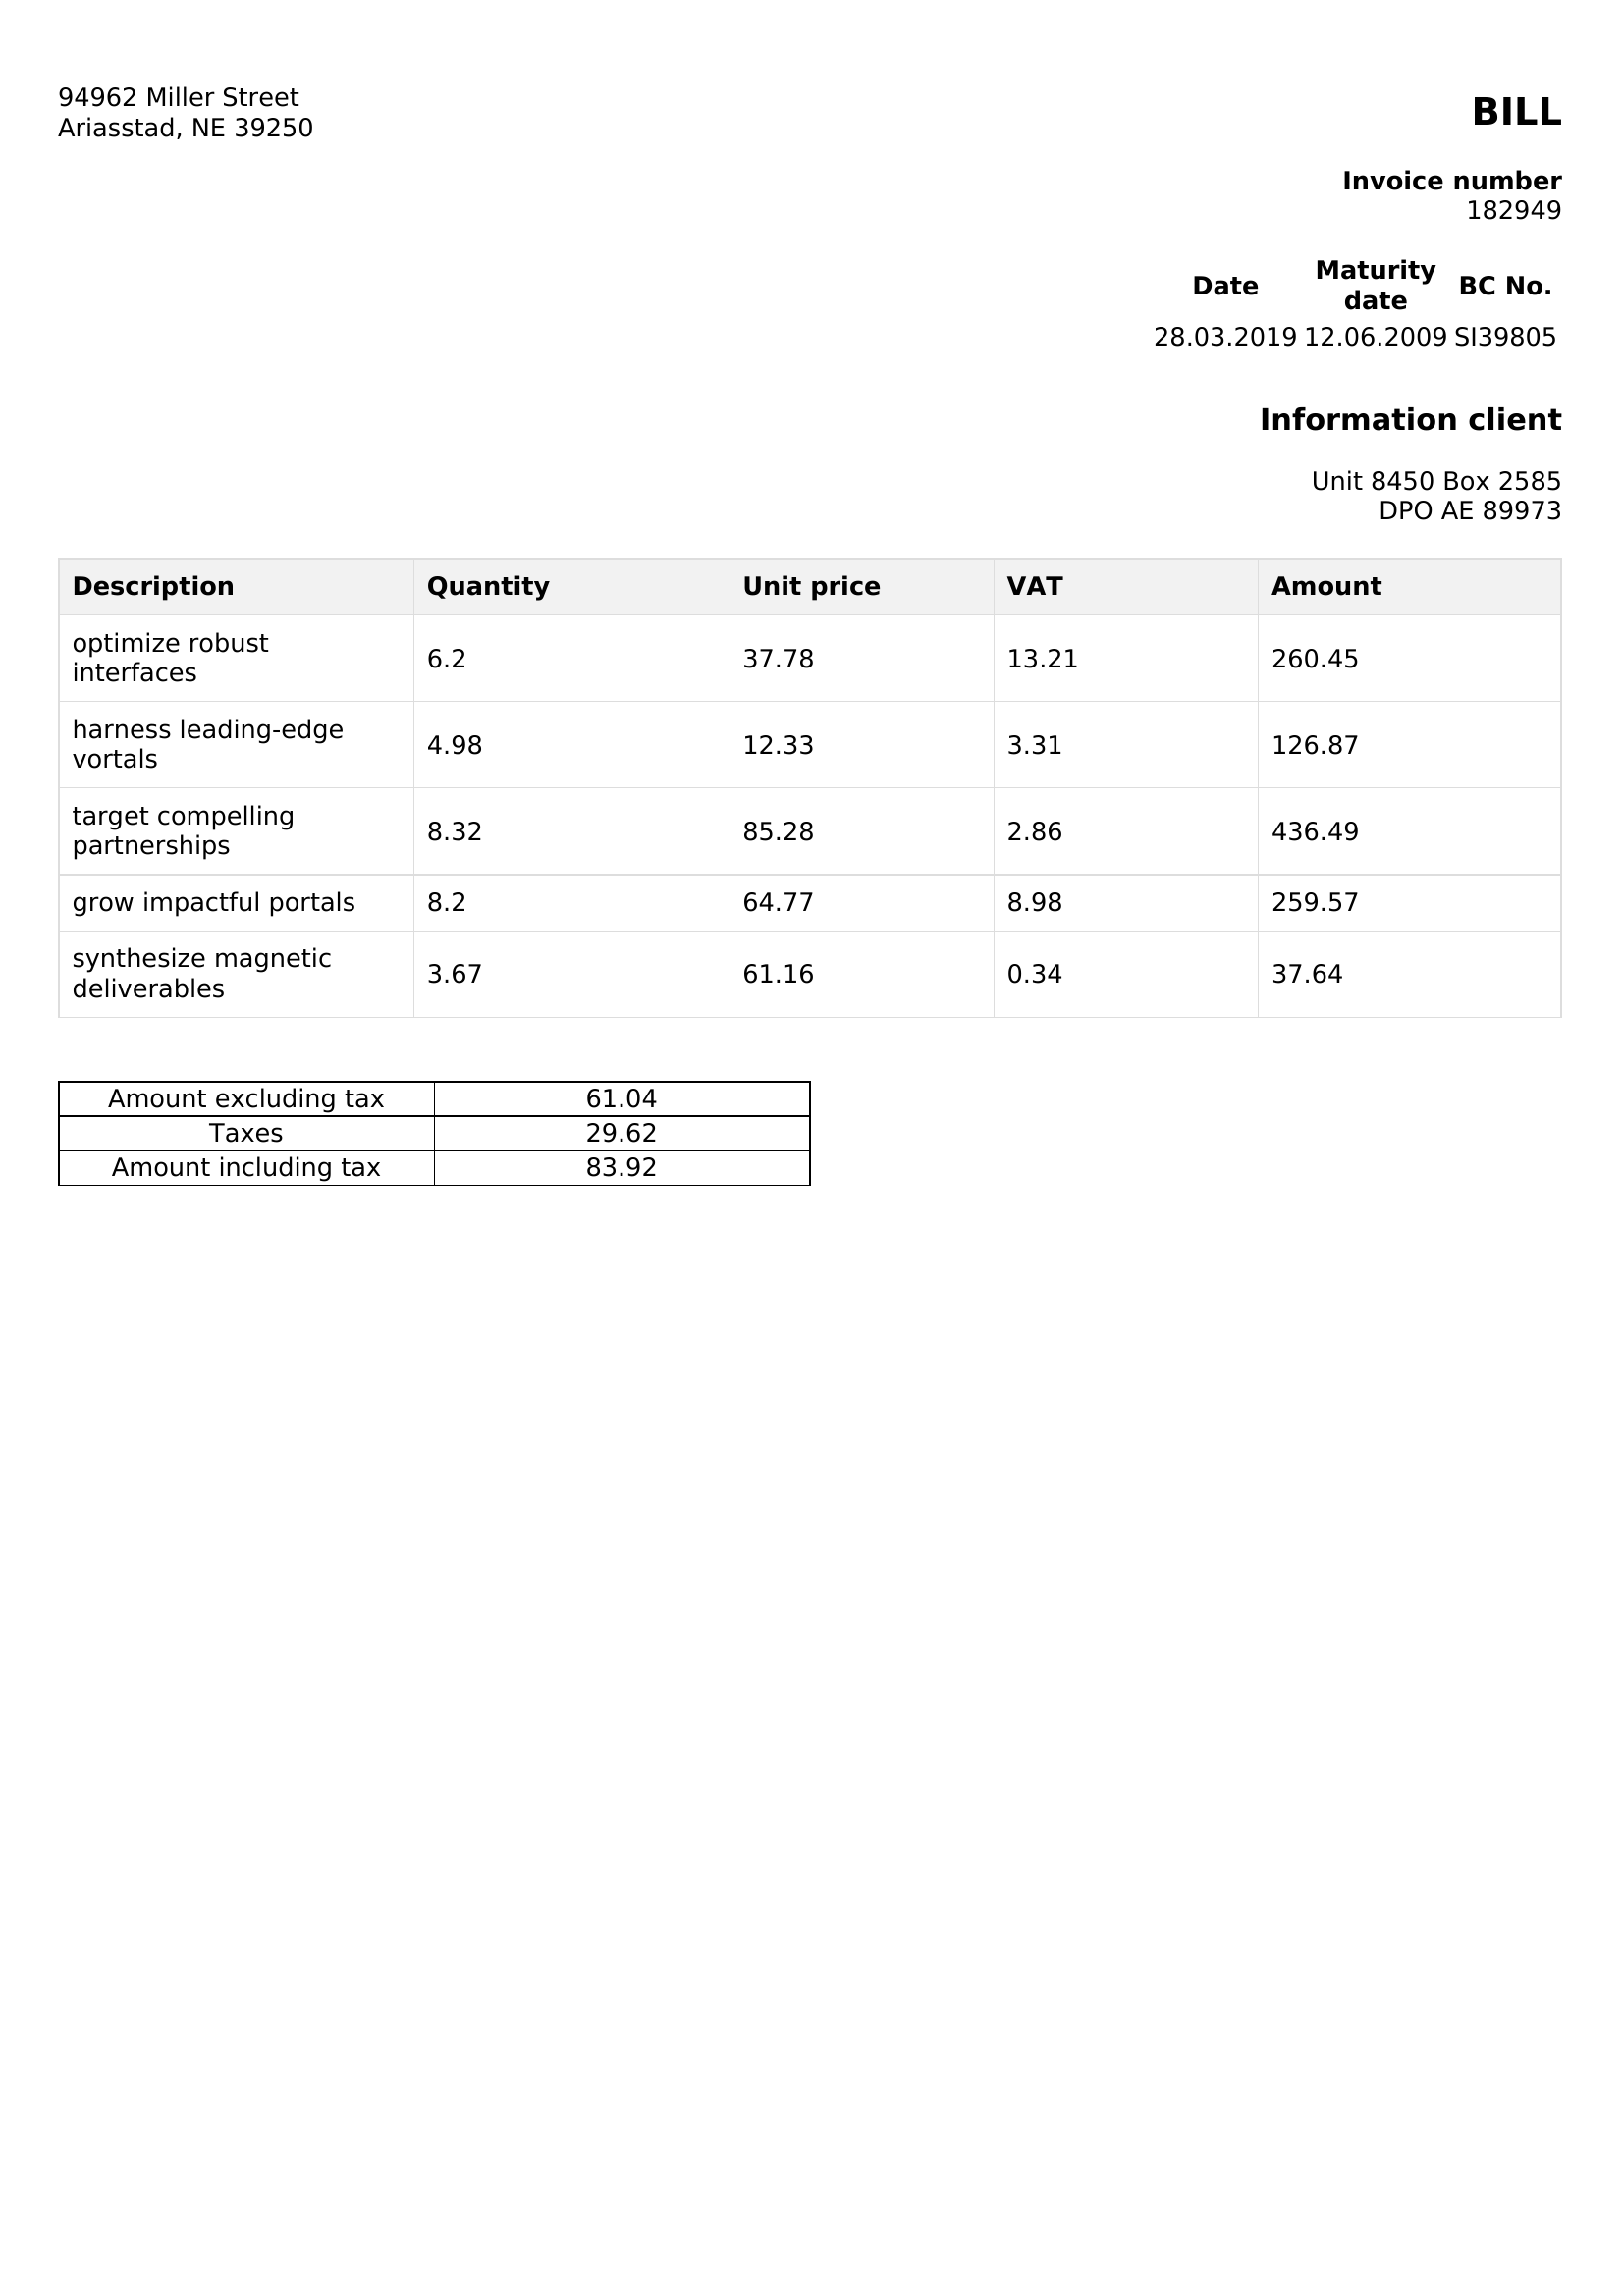 94962 Miller Street
Ariasstad, NE 39250
BILL
Invoice number
182949
Date Maturity date BC No.
28.03.2019 12.06.2009 SI39805
Information client
Unit 8450 Box 2585
DPO AE 89973
Description Quantity Unit price VAT Amount
optimize robust
interfaces 6.2 37.78 13.21 260.45
harness leading-edge
vortals 4.98 12.33 3.31 126.87
target compelling
partnerships 8.32 85.28 2.86 436.49
grow impactful portals 8.2 64.77 8.98 259.57
synthesize magnetic
deliverables 3.67 61.16 0.34 37.64
Amount excluding tax 61.04
Taxes 29.62
Amount including tax 83.92